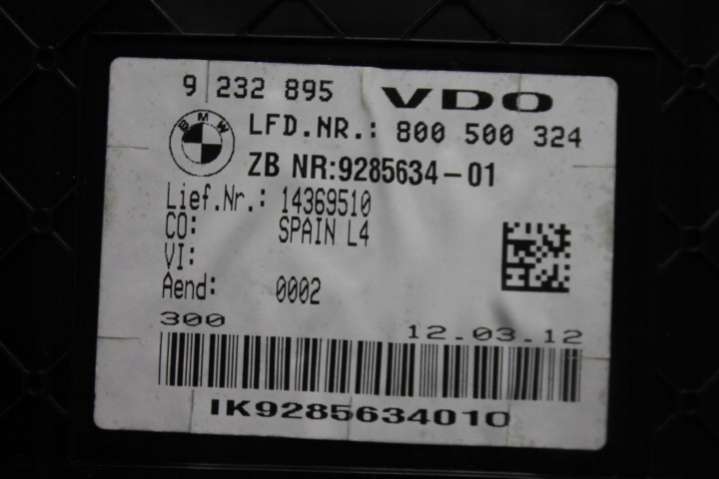 9 232 895 VDO
BMW
LFD.NR.: 800 500 324
ZB NR:9285634-01
Lief.Nr.: 14369510
CO: SPAIN L4
VI:
Aend: 0002
300 12.03.12
IK9285634010